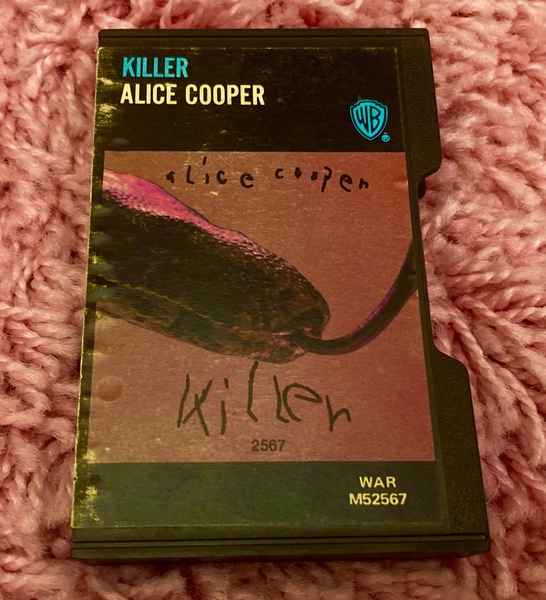 KILLER
ALICE COOPER
WB
®
alice cooper
killer
2567
WAR
M52567